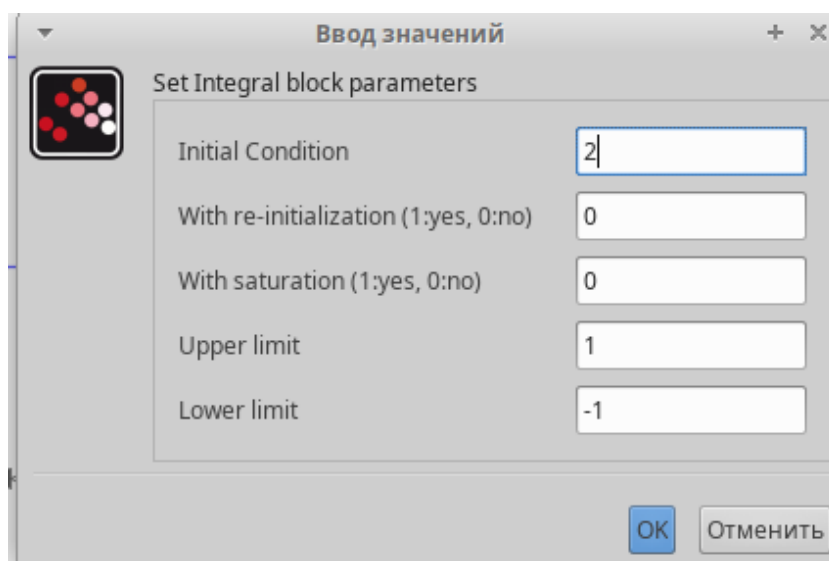 Ввод значений
Set Integral block parameters
Initial Condition 2
With re-initialization (1:yes, 0:no) 0
With saturation (1:yes, 0:no) 0
Upper limit 1
Lower limit -1
OK Отменить